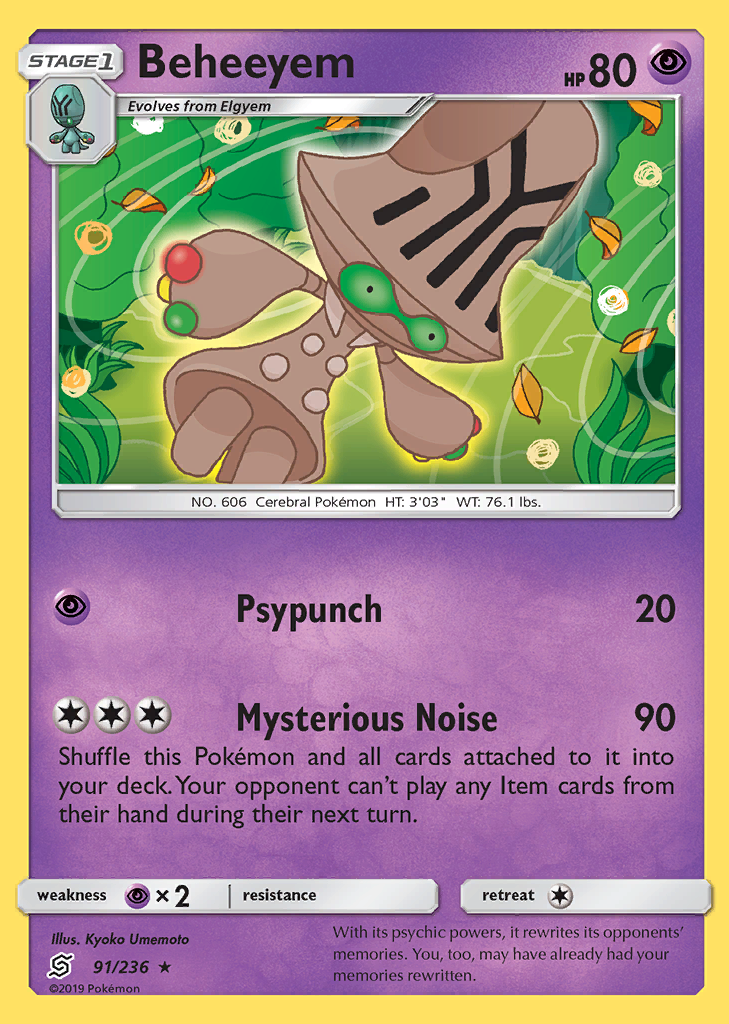 STAGE1 Beheeyem HP80
Evolves from Elgyem
NO. 606 Cerebral Pokémon HT: 3'03" WT: 76.1 lbs.
Psypunch 20
Mysterious Noise 90
Shuffle this Pokémon and all cards attached to it into
your deck. Your opponent can't play any Item cards from
their hand during their next turn.
weakness ×2 resistance retreat
Illus. Kyoko Umemoto
91/236 ★
©2019 Pokémon
With its psychic powers, it rewrites its opponents'
memories. You, too, may have already had your
memories rewritten.